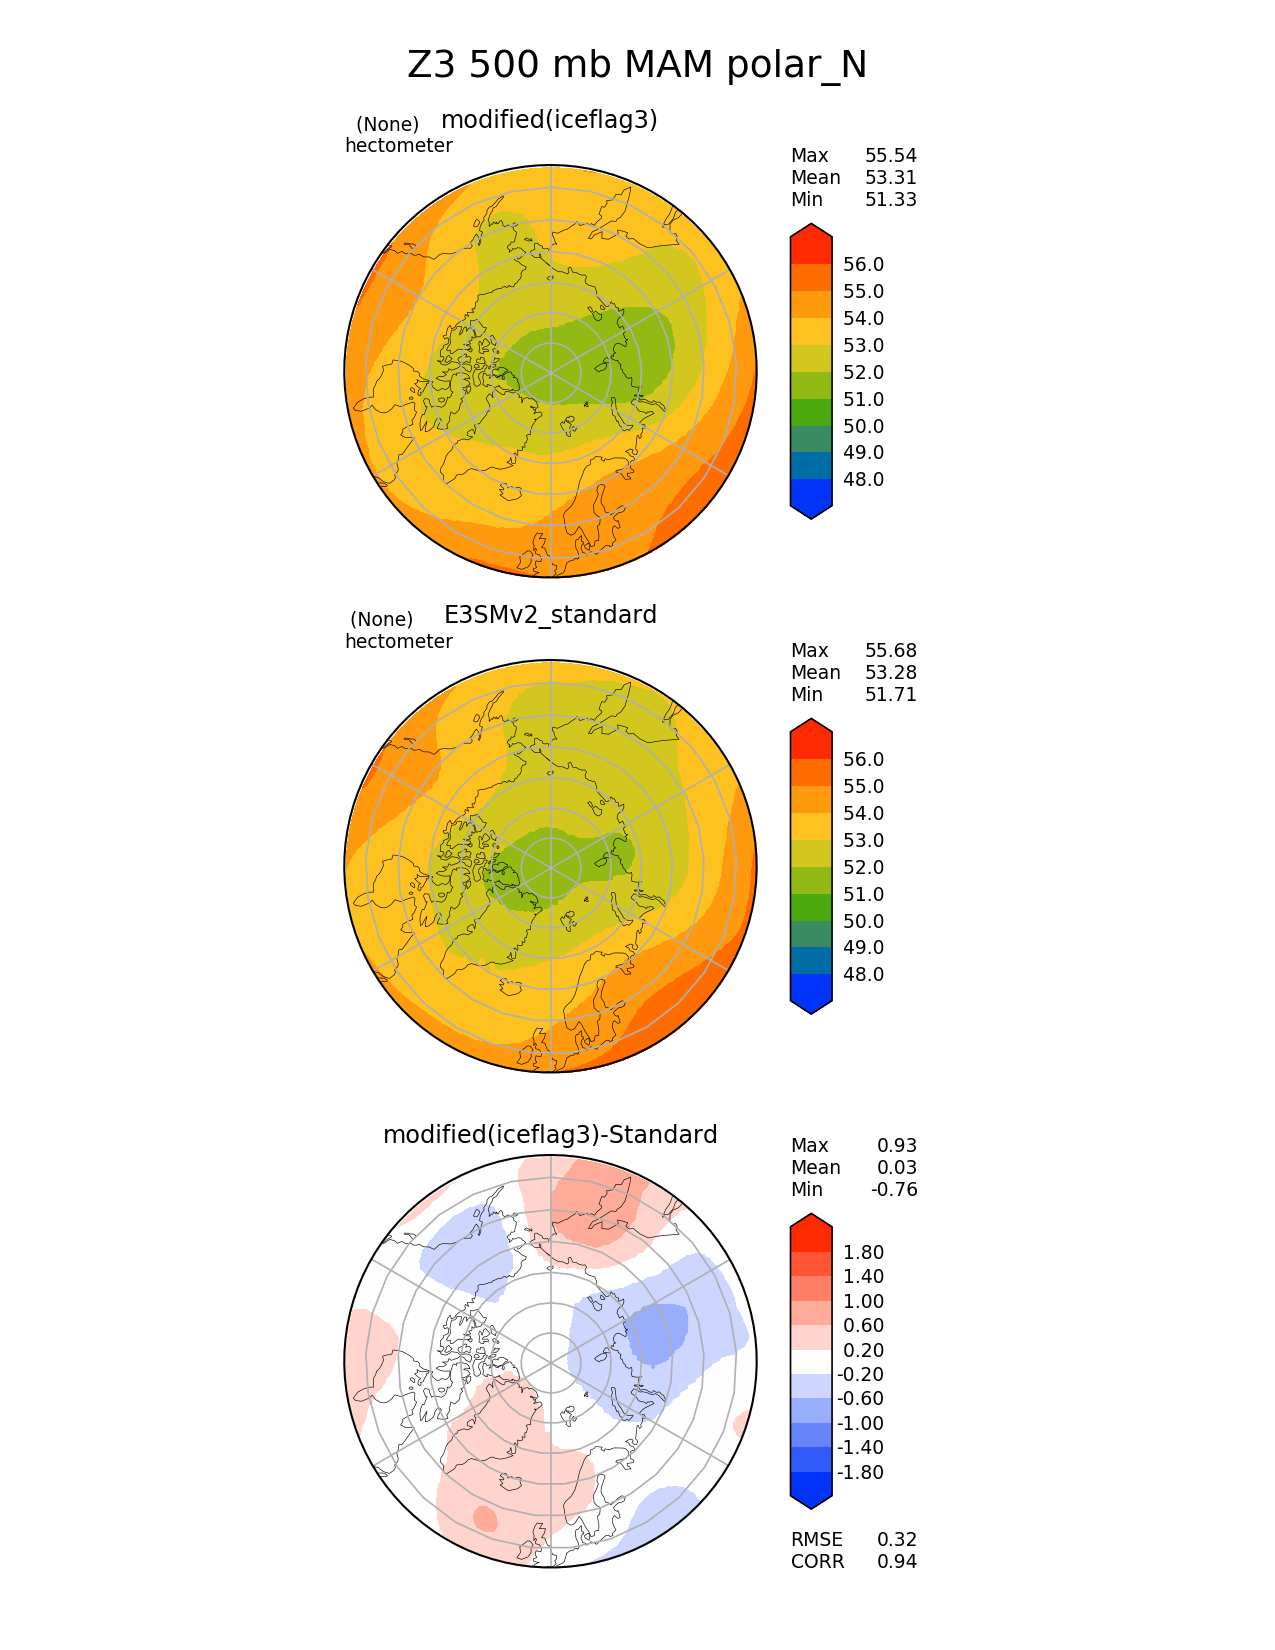 Z3 500 mb MAM polar_N
(None) modified(iceflag3)
hectometer
Max 55.54
Mean 53.31
Min 51.33
56.0
55.0
54.0
53.0
52.0
51.0
50.0
49.0
48.0
(None) E3SMv2_standard
hectometer
Max 55.68
Mean 53.28
Min 51.71
56.0
55.0
54.0
53.0
52.0
51.0
50.0
49.0
48.0
modified(iceflag3)-Standard
Max 0.93
Mean 0.03
Min -0.76
1.80
1.40
1.00
0.60
0.20
-0.20
-0.60
-1.00
-1.40
-1.80
RMSE 0.32
CORR 0.94